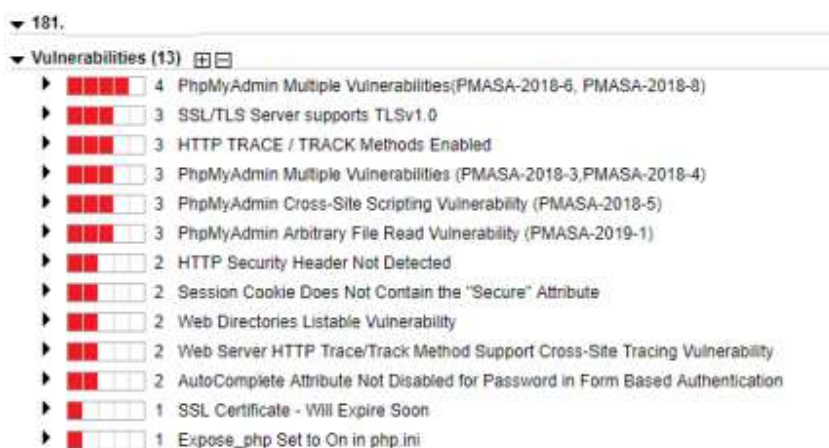 181.
Vulnerabilities (13)
4 PhpMyAdmin Multiple Vulnerabilities(PMASA-2018-6, PMASA-2018-8)
3 SSL/TLS Server supports TLSv1.0
3 HTTP TRACE / TRACK Methods Enabled
3 PhpMyAdmin Multiple Vulnerabilities (PMASA-2018-3,PMASA-2018-4)
3 PhpMyAdmin Cross-Site Scripting Vulnerability (PMASA-2018-5)
3 PhpMyAdmin Arbitrary File Read Vulnerability (PMASA-2019-1)
2 HTTP Security Header Not Detected
2 Session Cookie Does Not Contain the "Secure" Attribute
2 Web Directories Listable Vulnerability
2 Web Server HTTP Trace/Track Method Support Cross-Site Tracing Vulnerability
2 AutoComplete Attribute Not Disabled for Password in Form Based Authentication
1 SSL Certificate - Will Expire Soon
1 Expose_php Set to On in php.ini